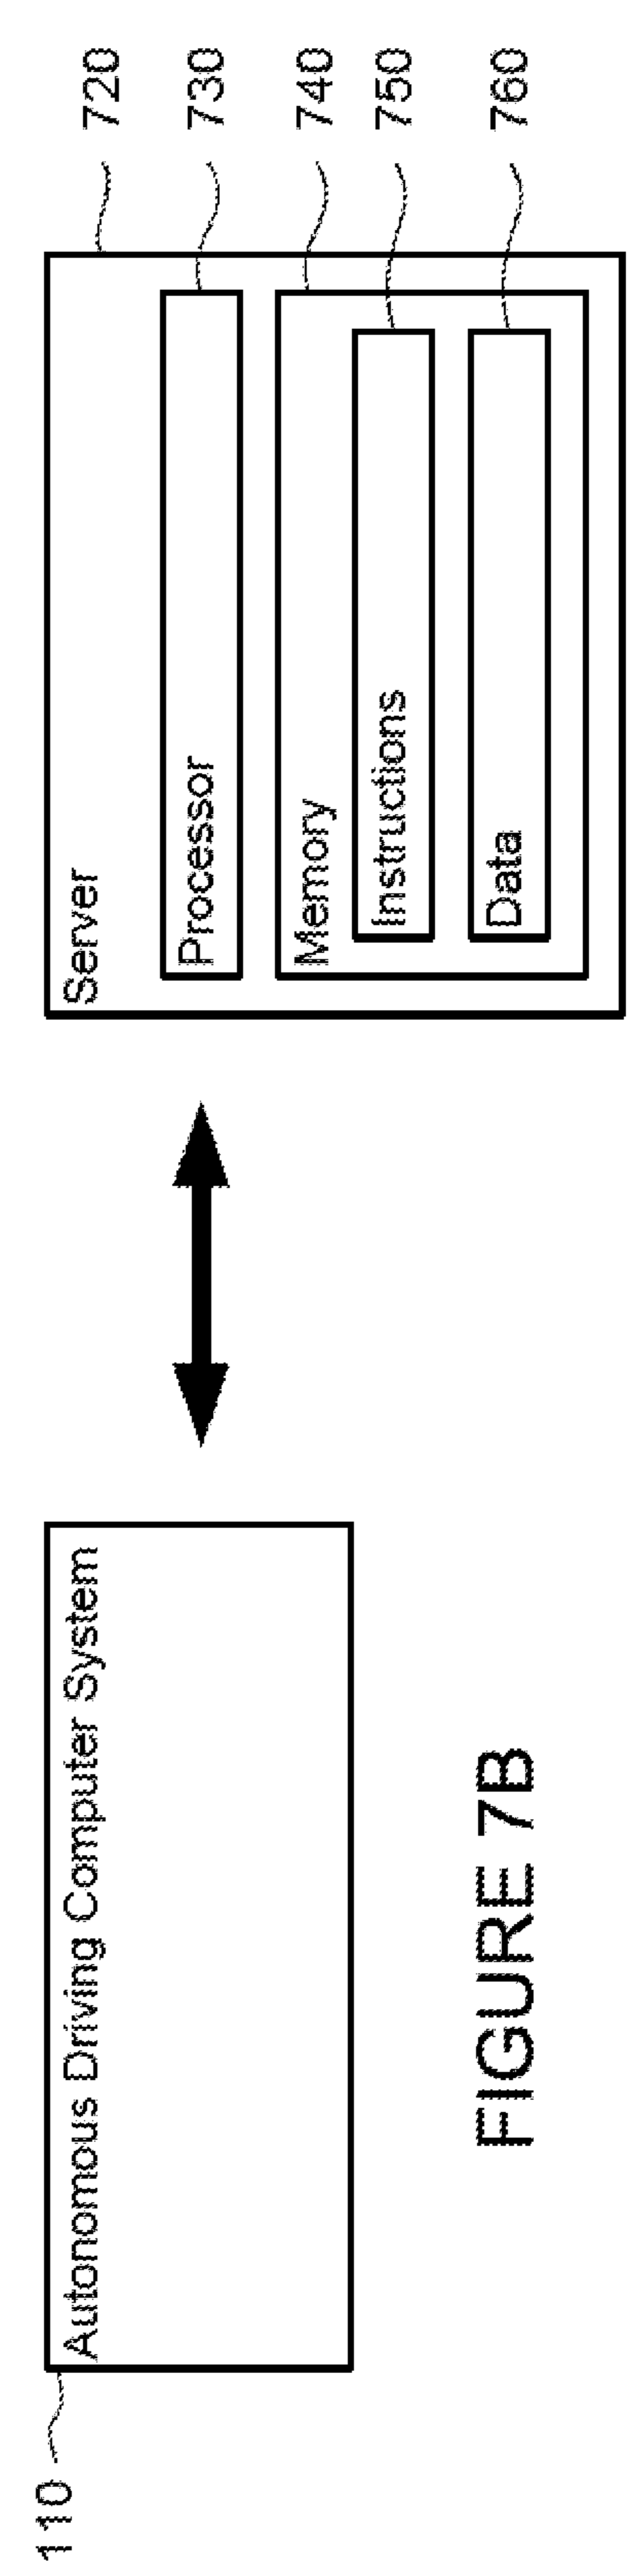 110
Autonomous Driving Computer System
Server
720
Processor
730
Memory
740
Instructions
750
Data
760
FIGURE 7B